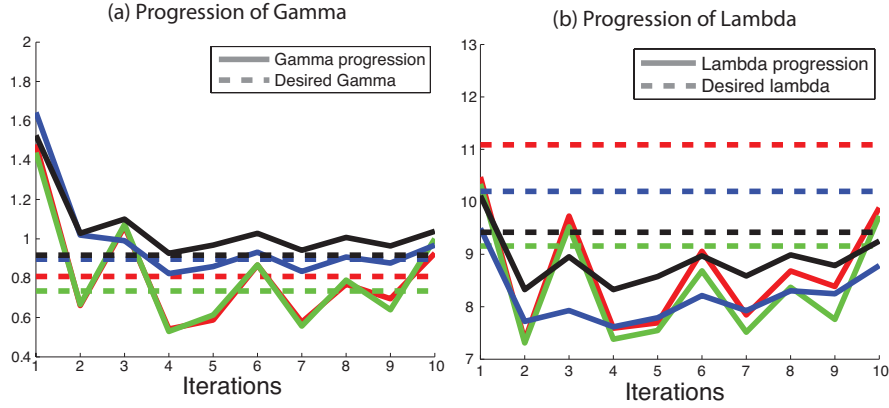 (a) Progression of Gamma
2
1.8
1.6
1.4
1.2
1
0.8
0.6
0.4
Gamma progression
Desired Gamma
1 2 3 4 5 6 7 8 9 10
Iterations
(b) Progression of Lambda
13
12
11
10
9
8
7
Lambda progression
Desired lambda
1 2 3 4 5 6 7 8 9 10
Iterations